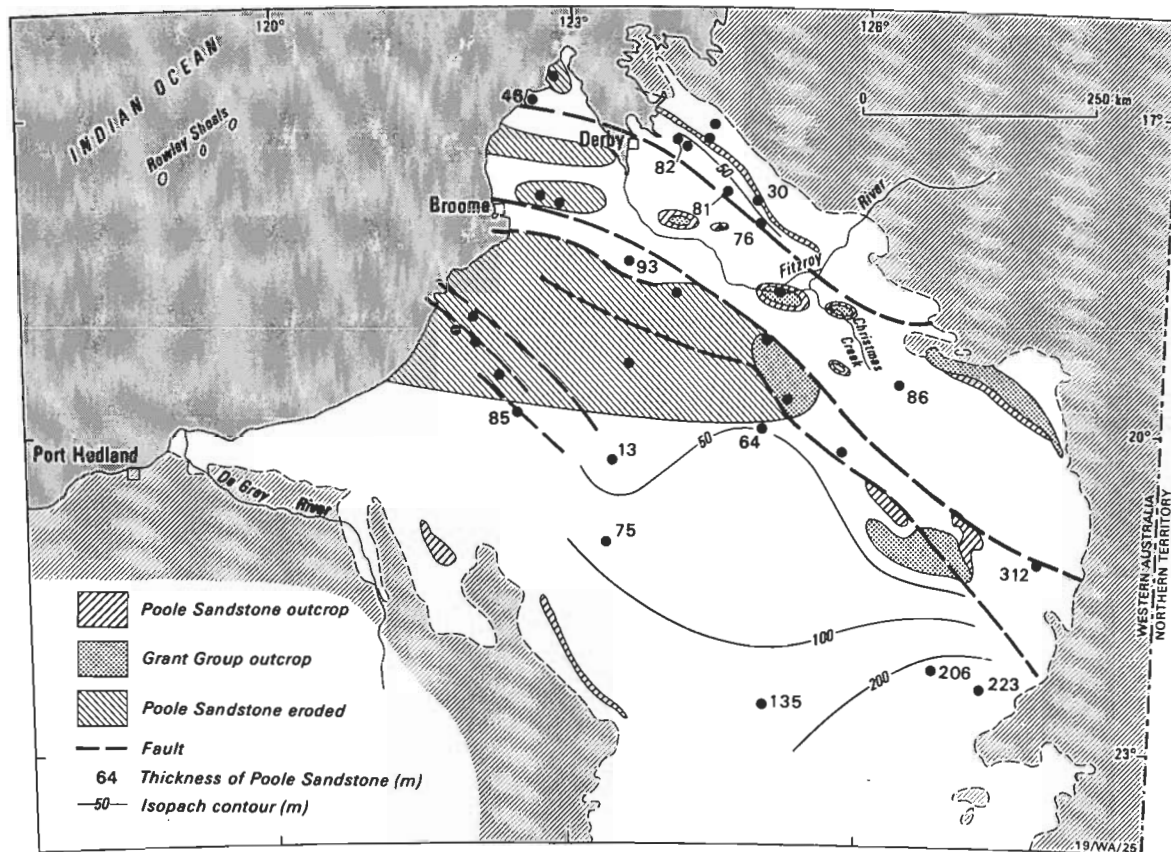 120°
123°
126°
INDIAN OCEAN
Rowley Shoals
46
0
250 km
17°
Derby
82
50
30
River
Broome
81
76
Fitzroy
93
Christmas
Creek
86
85
13
64
50
20°
Port Hedland
De Grey
River
75
312
WESTERN AUSTRALIA
NORTHERN TERRITORY
100
206
200
223
135
23°
Poole Sandstone outcrop
Grant Group outcrop
Poole Sandstone eroded
Fault
64 Thickness of Poole Sandstone (m)
50 Isopach contour (m)
19/WA/25